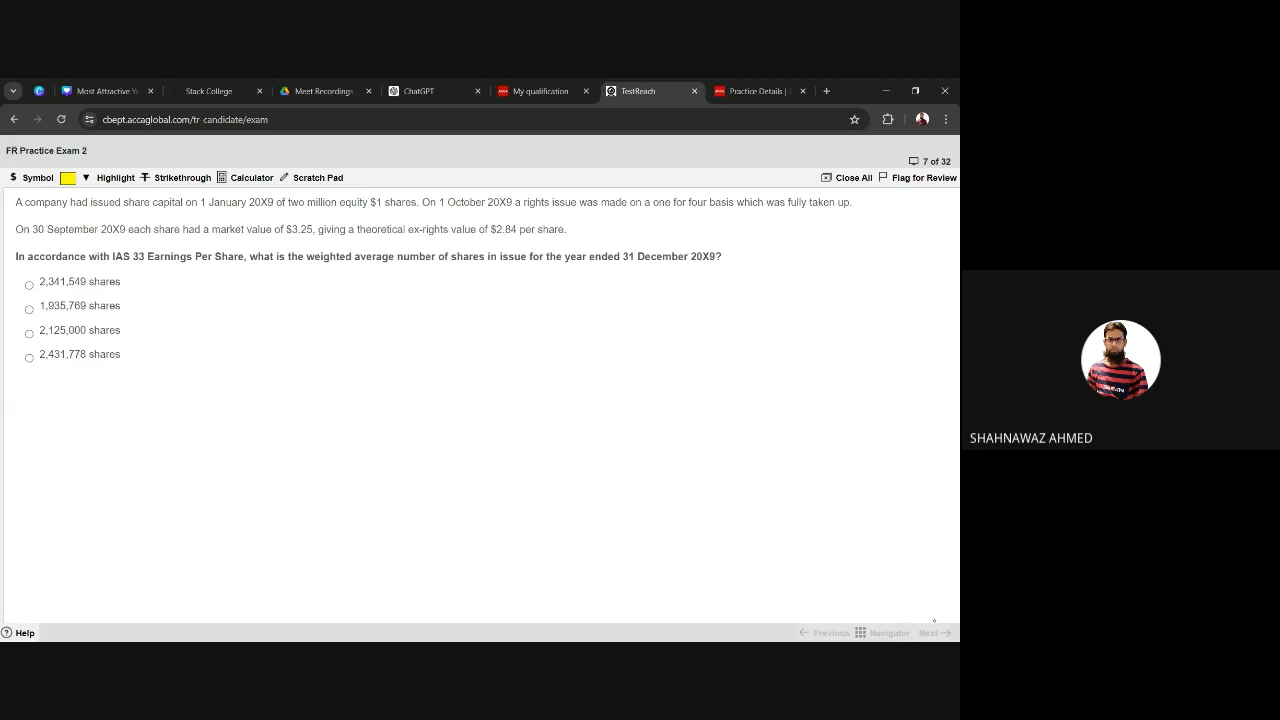 Most Attractive Yo
Stack College
Meet Recordings
ChatGPT
My qualification
TestReach
Practice Details | A
cbept.accaglobal.com/tr-candidate/exam
FR Practice Exam 2
7 of 32
$ Symbol Highlight Strikethrough Calculator Scratch Pad Close All Flag for Review
A company had issued share capital on 1 January 20X9 of two million equity $1 shares. On 1 October 20X9 a rights issue was made on a one for four basis which was fully taken up.
On 30 September 20X9 each share had a market value of $3.25, giving a theoretical ex-rights value of $2.84 per share.
In accordance with IAS 33 Earnings Per Share, what is the weighted average number of shares in issue for the year ended 31 December 20X9?
2,341,549 shares
1,935,769 shares
2,125,000 shares
2,431,778 shares
SHAHNAWAZ AHMED
Help
Previous Navigator Next